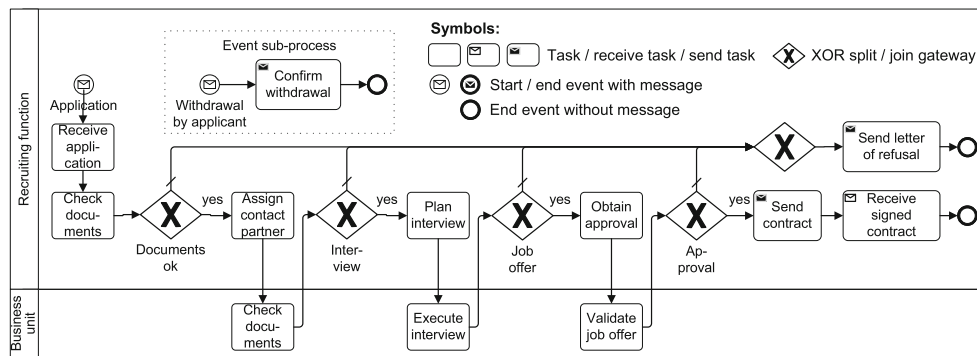 Symbols:
Task / receive task / send task
XOR split / join gateway
Start / end event with message
End event without message
Event sub-process
Confirm
withdrawal
Withdrawal
by applicant
Recruiting function
Application
Receive
appli-
cation
Check
docu-
ments
Documents
ok
yes
Assign
contact
partner
Inter-
view
yes
Plan
interview
Job
offer
yes
Obtain
approval
Ap-
proval
yes
Send
contract
Receive
signed
contract
Send letter
of refusal
Business
unit
Check
docu-
ments
Execute
interview
Validate
job offer